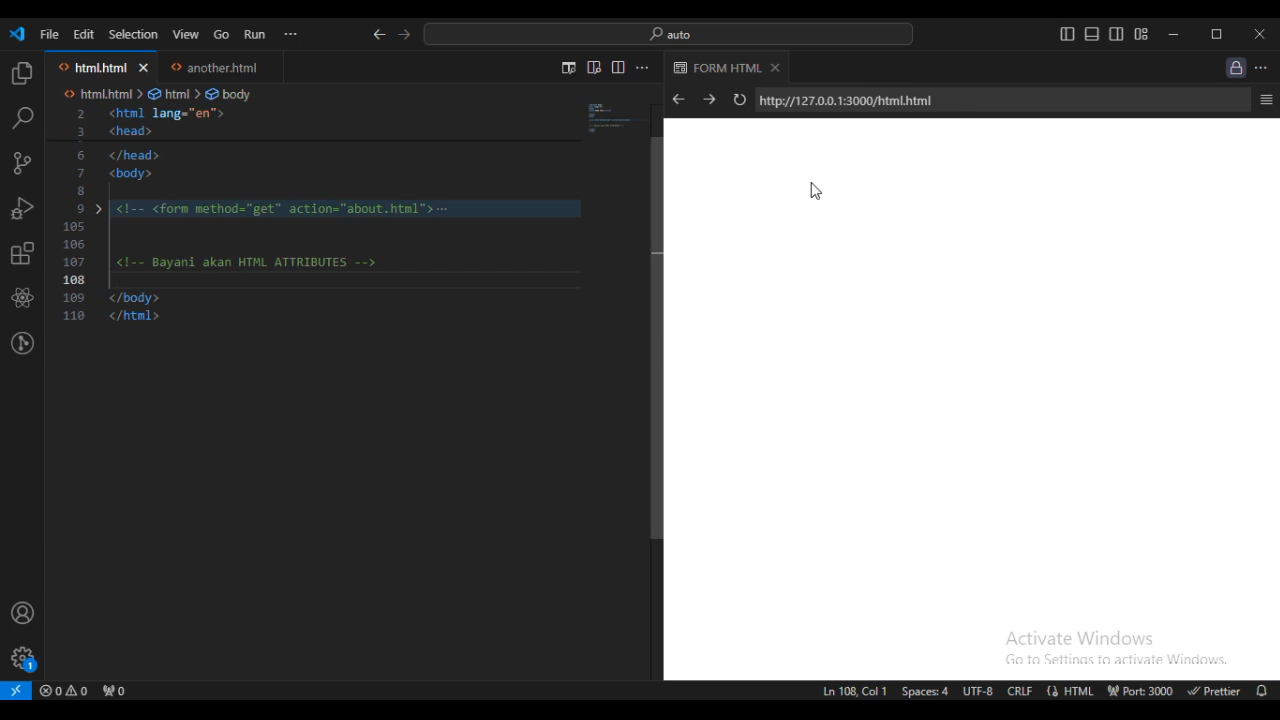 File Edit Selection View Go Run ⋯ auto
html.html another.html FORM HTML
html.html > html > body http://127.0.0.1:3000/html.html
2 <html lang="en">
3 <head>
6 </head>
7 <body>
8
9 <!-- <form method="get" action="about.html"> ⋯
105
106
107 <!-- Bayani akan HTML ATTRIBUTES -->
108
109 </body>
110 </html>
Activate Windows
Go to Settings to activate Windows.
1
0 0 0 Ln 108, Col 1 Spaces: 4 UTF-8 CRLF HTML Port: 3000 Prettier